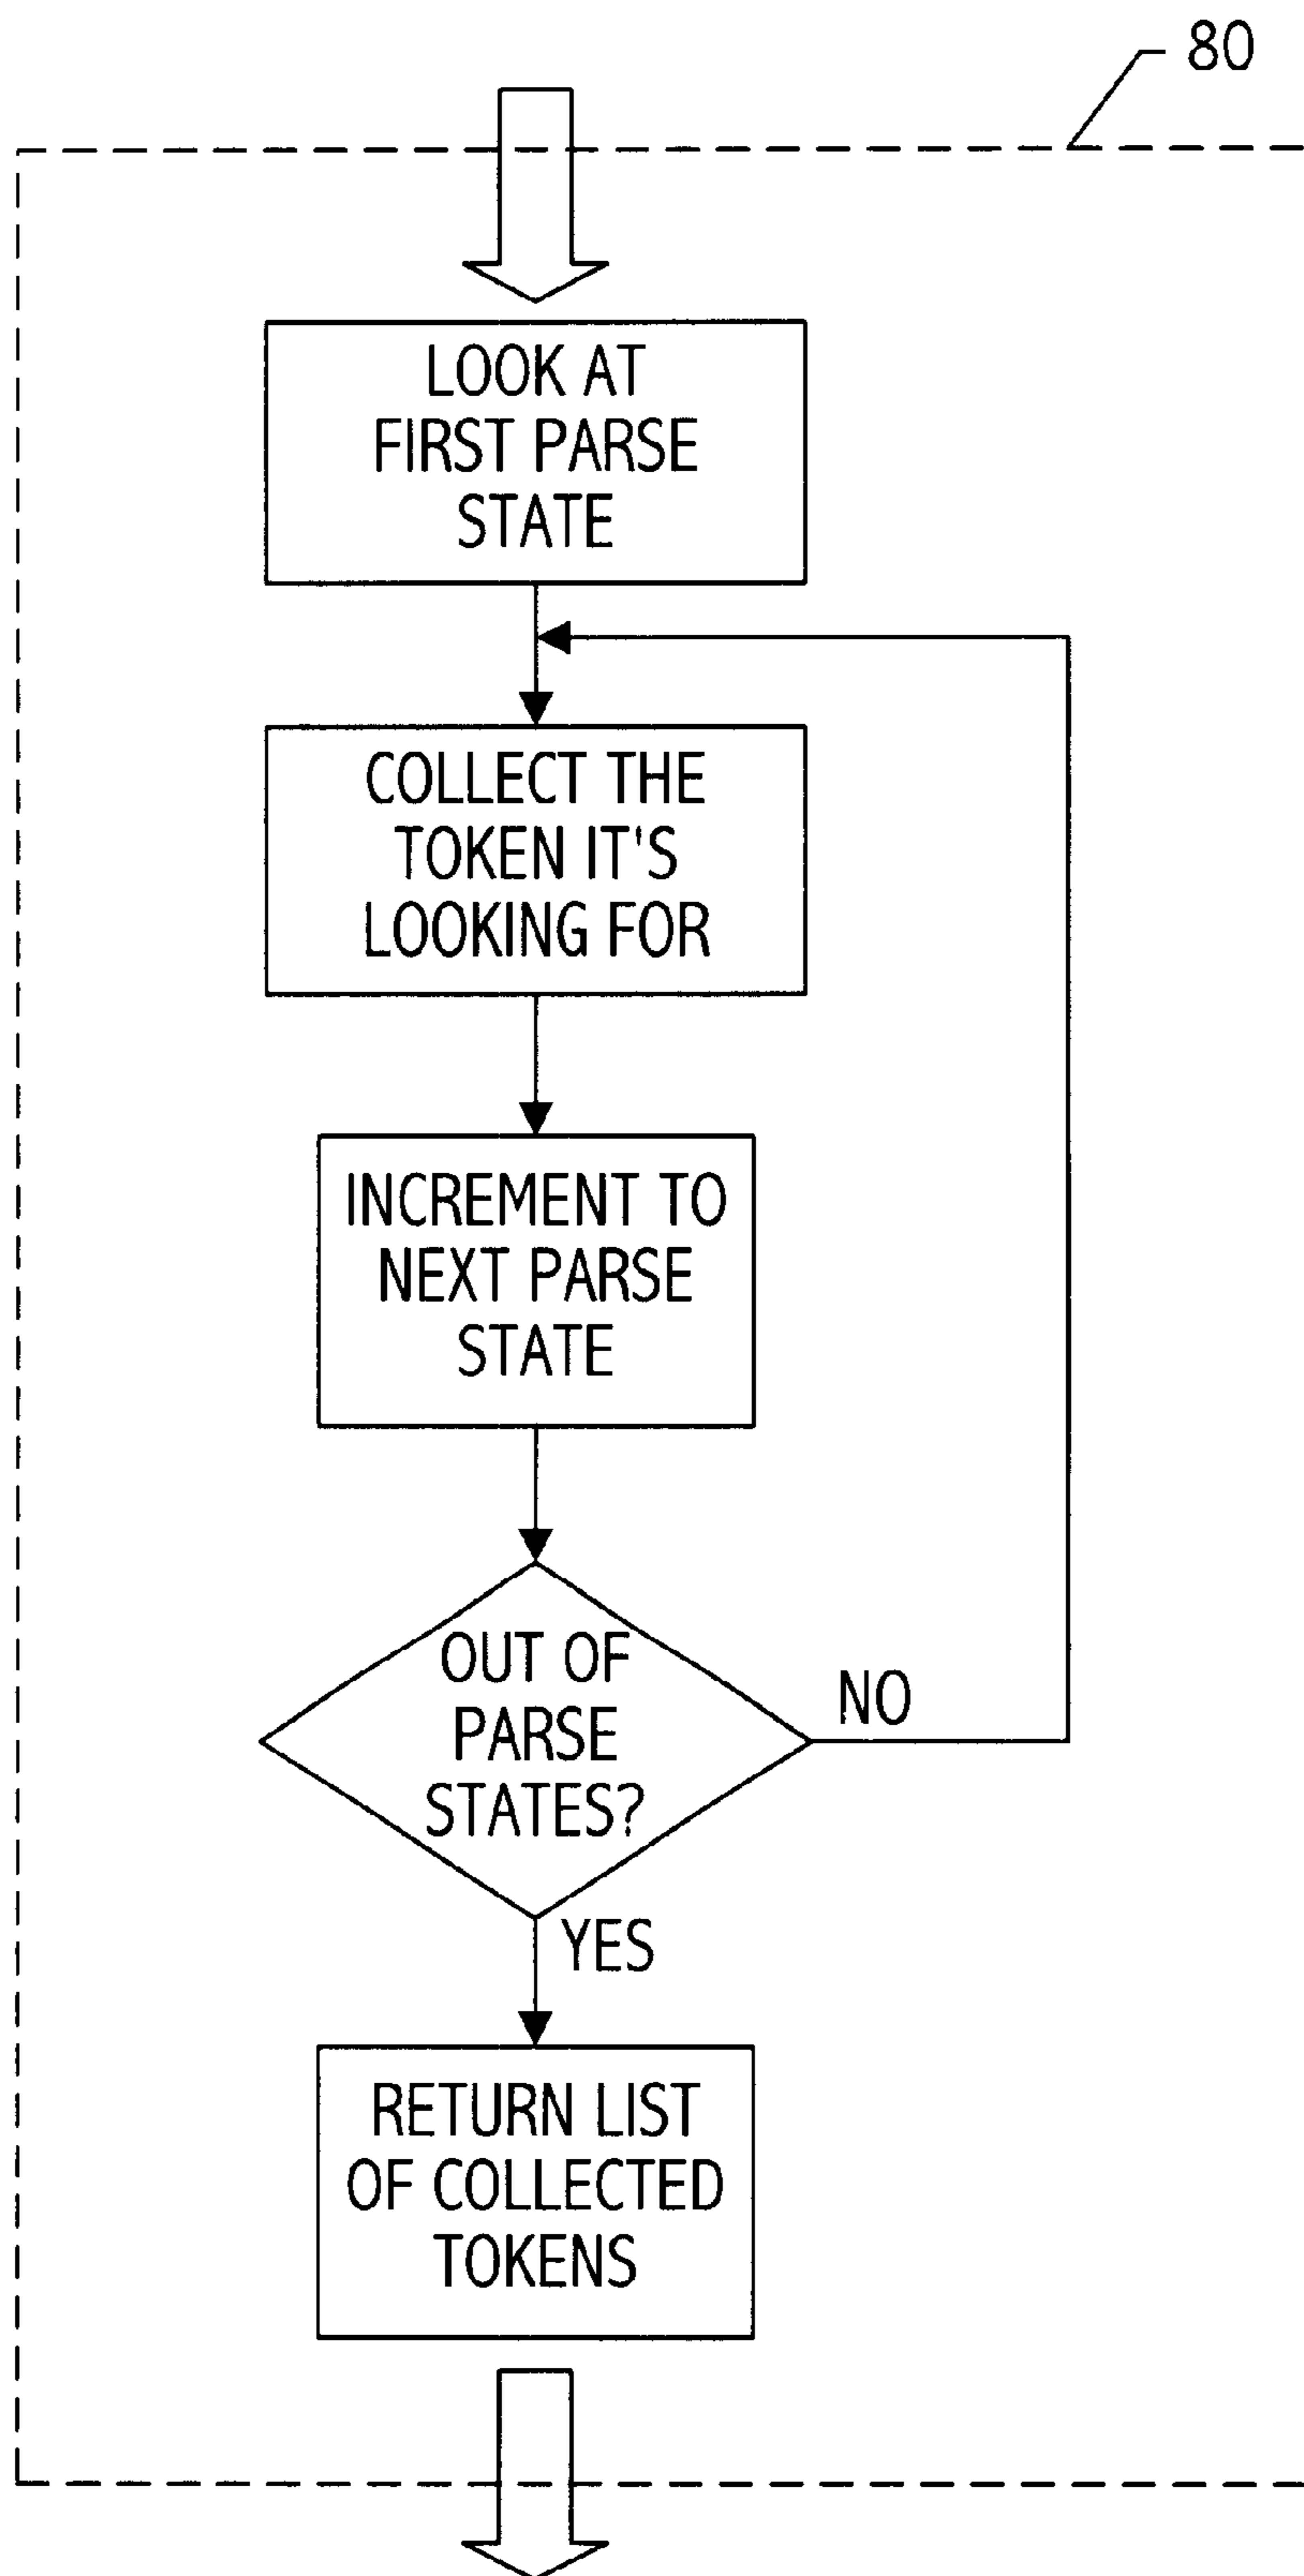 80
LOOK AT
FIRST PARSE
STATE
COLLECT THE
TOKEN IT'S
LOOKING FOR
INCREMENT TO
NEXT PARSE
STATE
OUT OF
PARSE
STATES?
NO
YES
RETURN LIST
OF COLLECTED
TOKENS